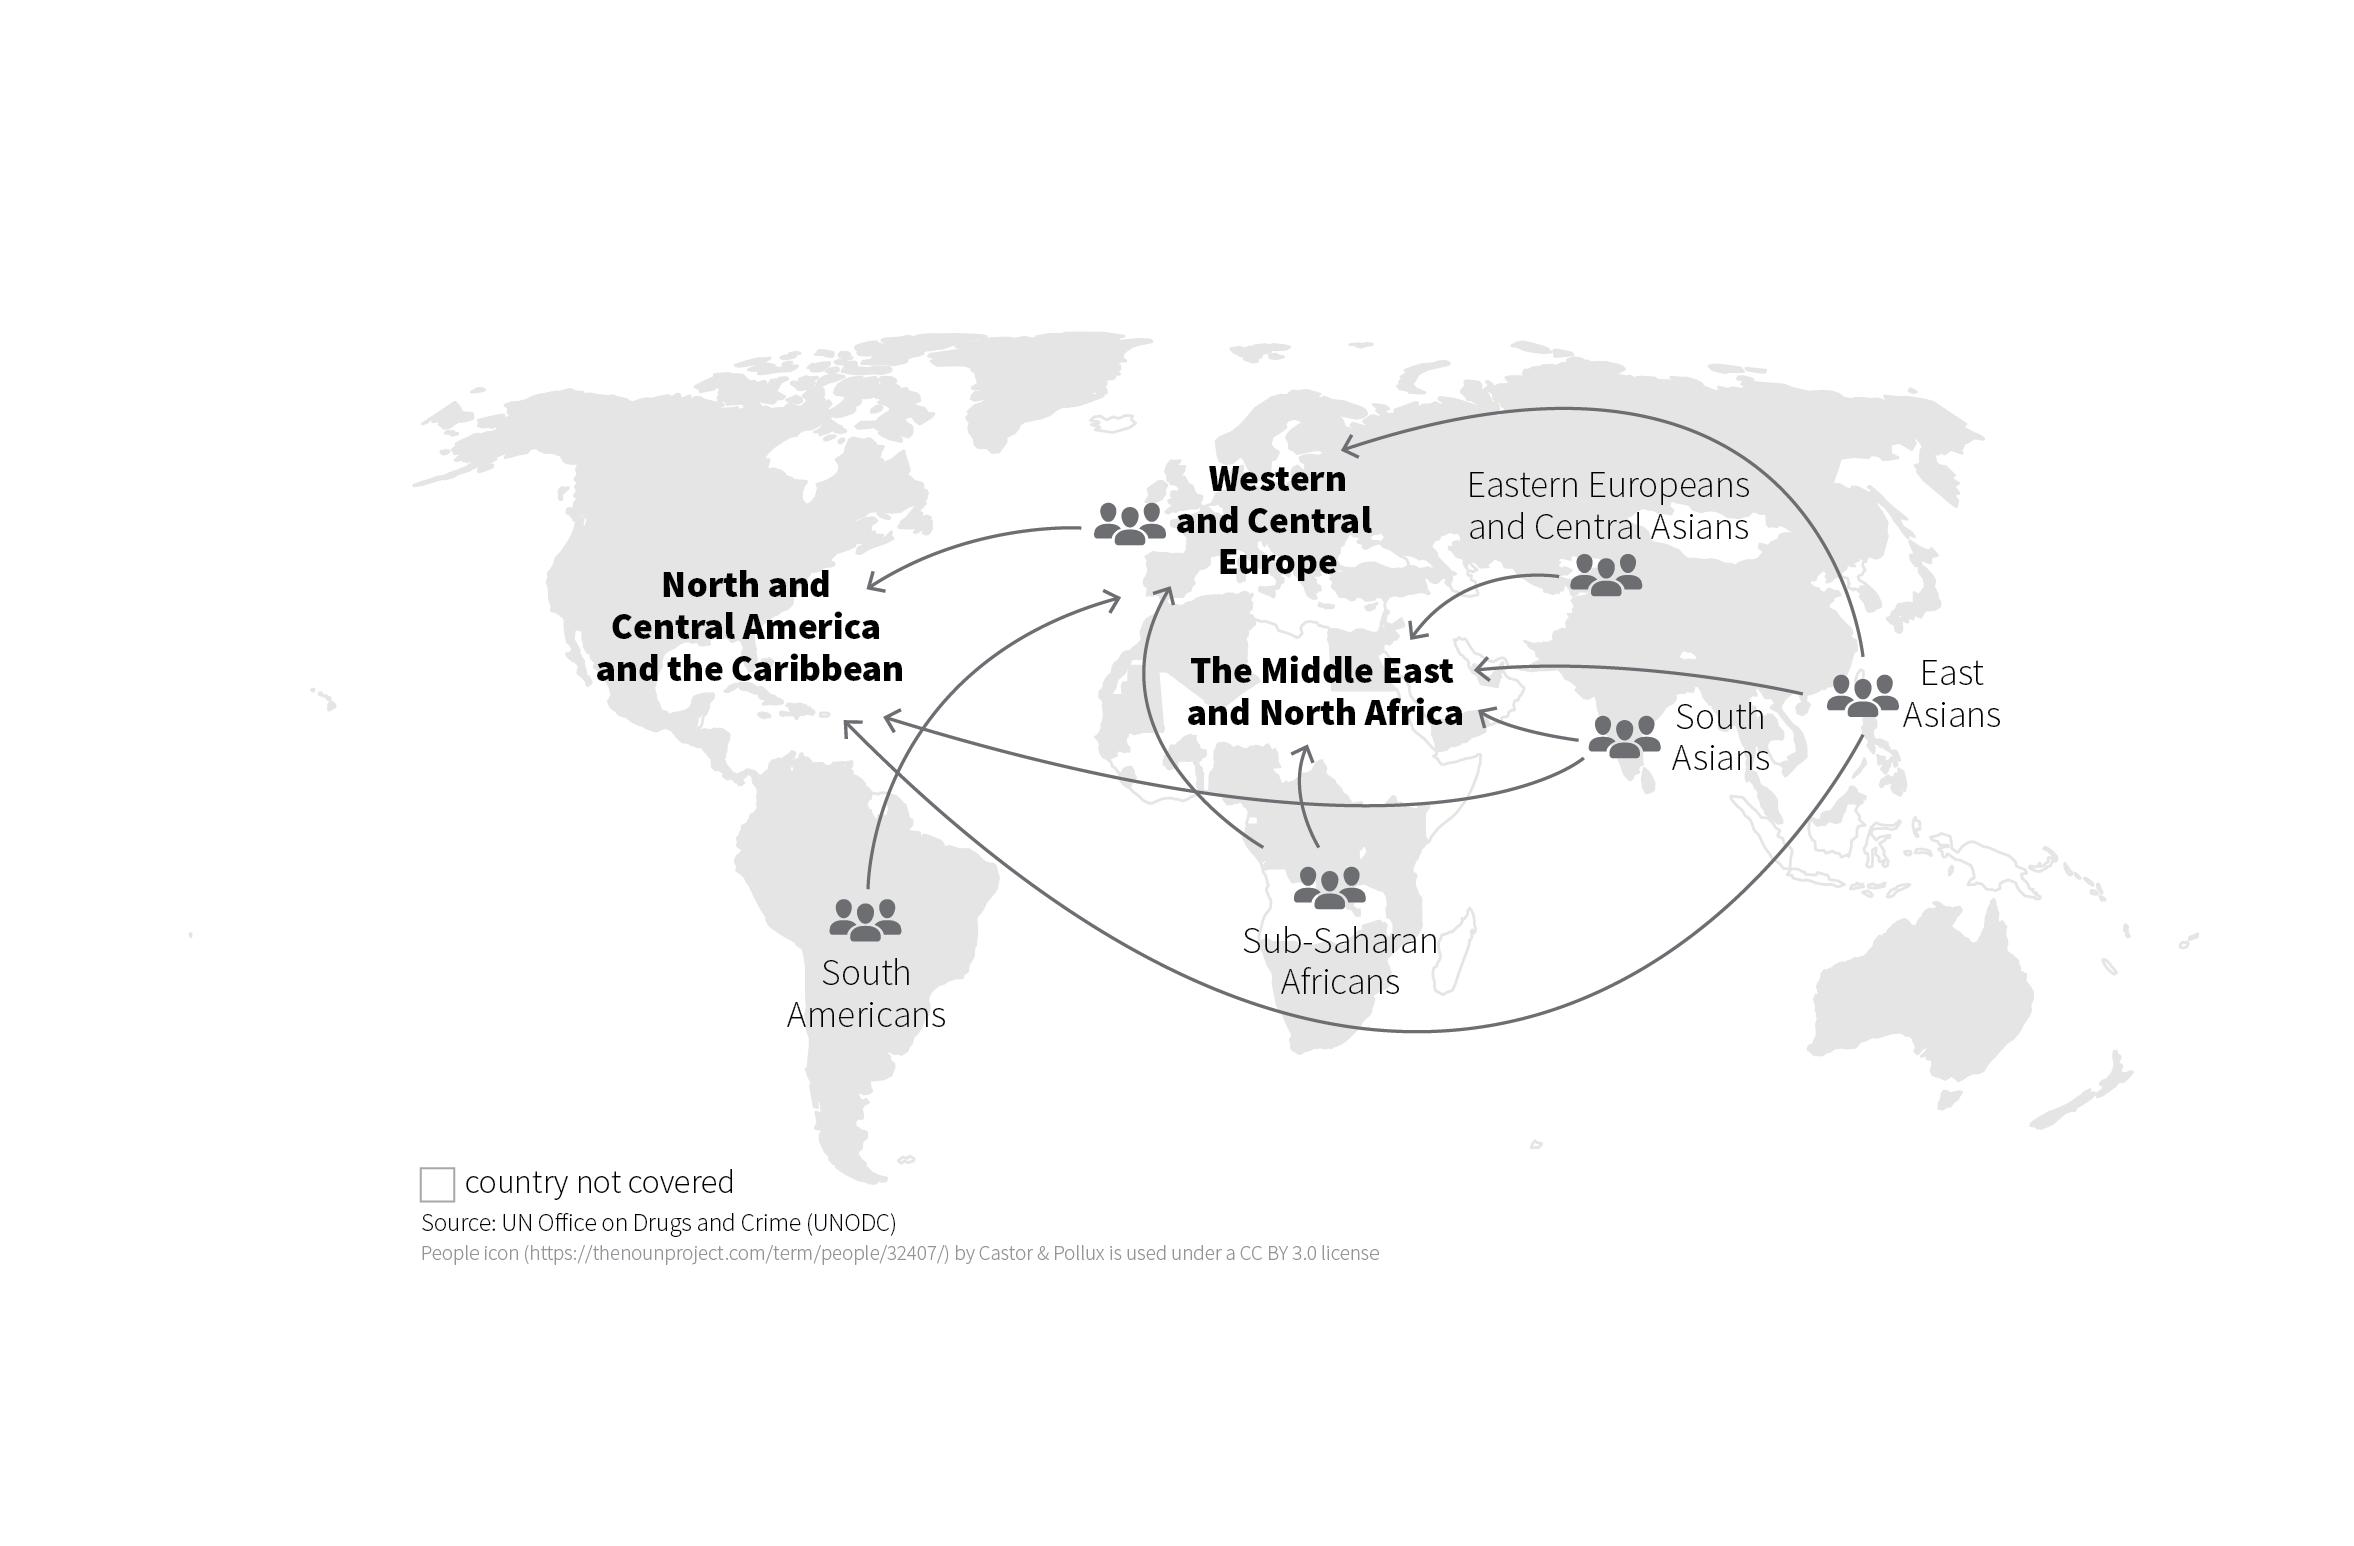 Western
and Central
Europe
Eastern Europeans
and Central Asians
North and
Central America
and the Caribbean
The Middle East
and North Africa
East
Asians
South
Asians
South
Americans
Sub-Saharan
Africans
country not covered
Source: UN Office on Drugs and Crime (UNODC)
People icon (https://thenounproject.com/term/people/32407/) by Castor & Pollux is used under a CC BY 3.0 license